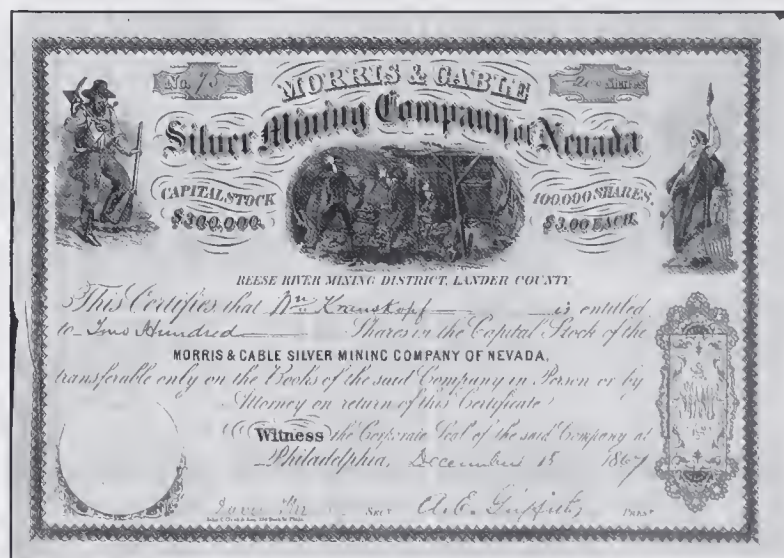 No. 75
200 Shares
MORRIS & CABLE
Silver Mining Company of Nevada
CAPITAL STOCK
$300,000.
100,000 SHARES,
$3.00 EACH.
REESE RIVER MINING DISTRICT, LANDER COUNTY
This Certifies that Wm Kranskopf is entitled
to Two Hundred Shares in the Capital Stock of the
MORRIS & CABLE SILVER MINING COMPANY OF NEVADA,
transferable only on the Books of the said Company in Person or by
Attorney on return of this Certificate
Witness the Corporate Seal of the said Company at
Philadelphia, December 15 1867
Sect. A. E. Griffith, Prest